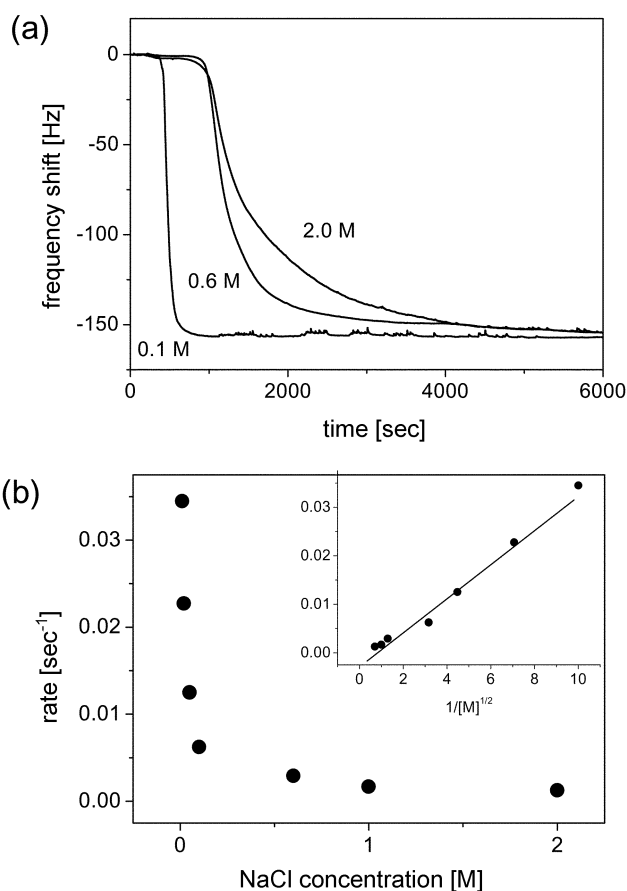 (a)
0
-50
-100
-150
frequency shift [Hz]
2.0 M
0.6 M
0.1 M
0
2000
4000
6000
time [sec]
(b)
0.03
0.02
0.01
0.00
rate [sec⁻¹]
0.03
0.02
0.01
0.00
0
2
4
6
8
10
1/[M]¹ᐟ²
0
1
2
NaCl concentration [M]